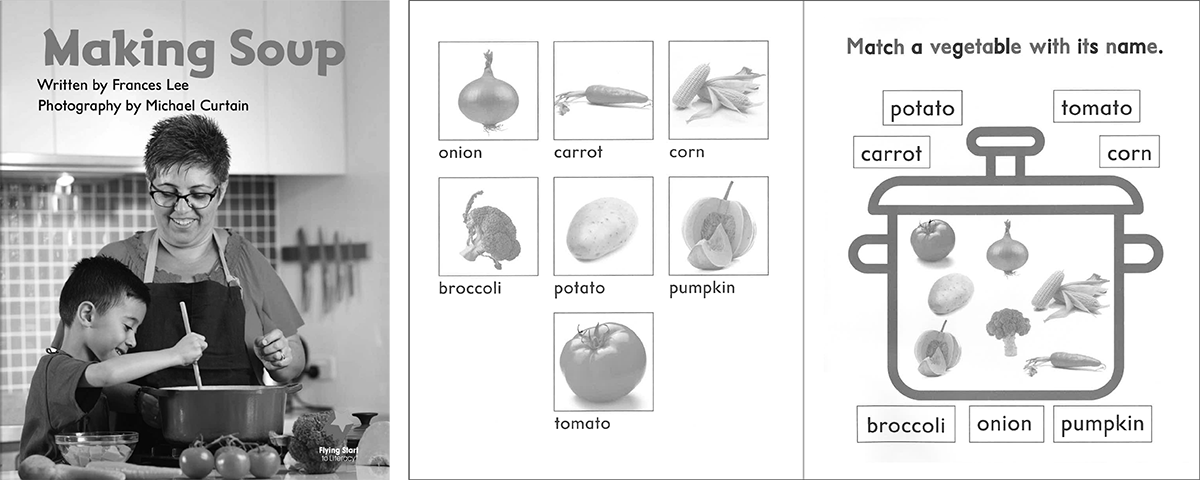 Making Soup
Written by Frances Lee
Photography by Michael Curtain
Flying Start
to Literacy
onion
carrot
corn
broccoli
potato
pumpkin
tomato
Match a vegetable with its name.
potato
tomato
carrot
corn
broccoli
onion
pumpkin